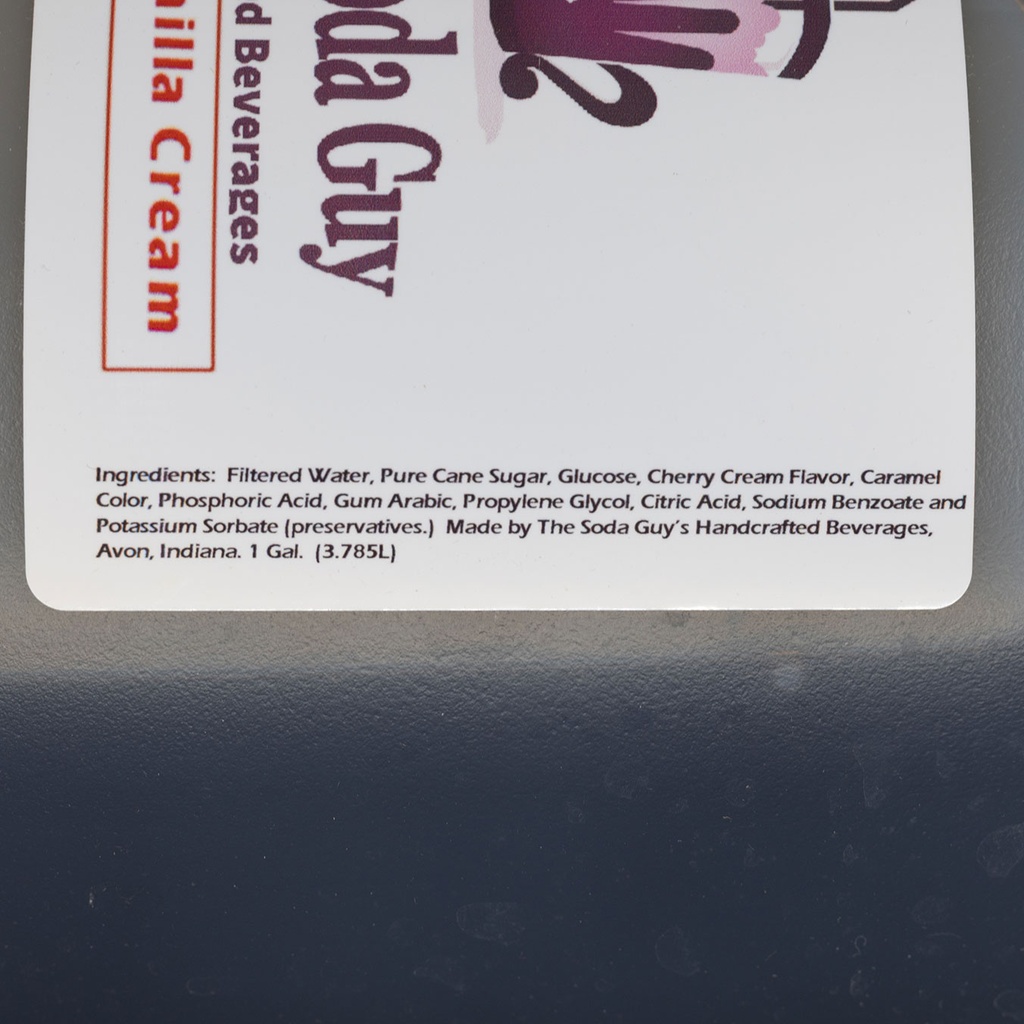 Cream
Beverages
Guy
Ingredients: Filtered Water, Pure Cane Sugar, Glucose, Cherry Cream Flavor, Caramel
Color, Phosphoric Acid, Gum Arabic, Propylene Glycol, Citric Acid, Sodium Benzoate and
Potassium Sorbate (preservatives.) Made by The Soda Guy's Handcrafted Beverages,
Avon, Indiana. 1 Gal. (3.785L)